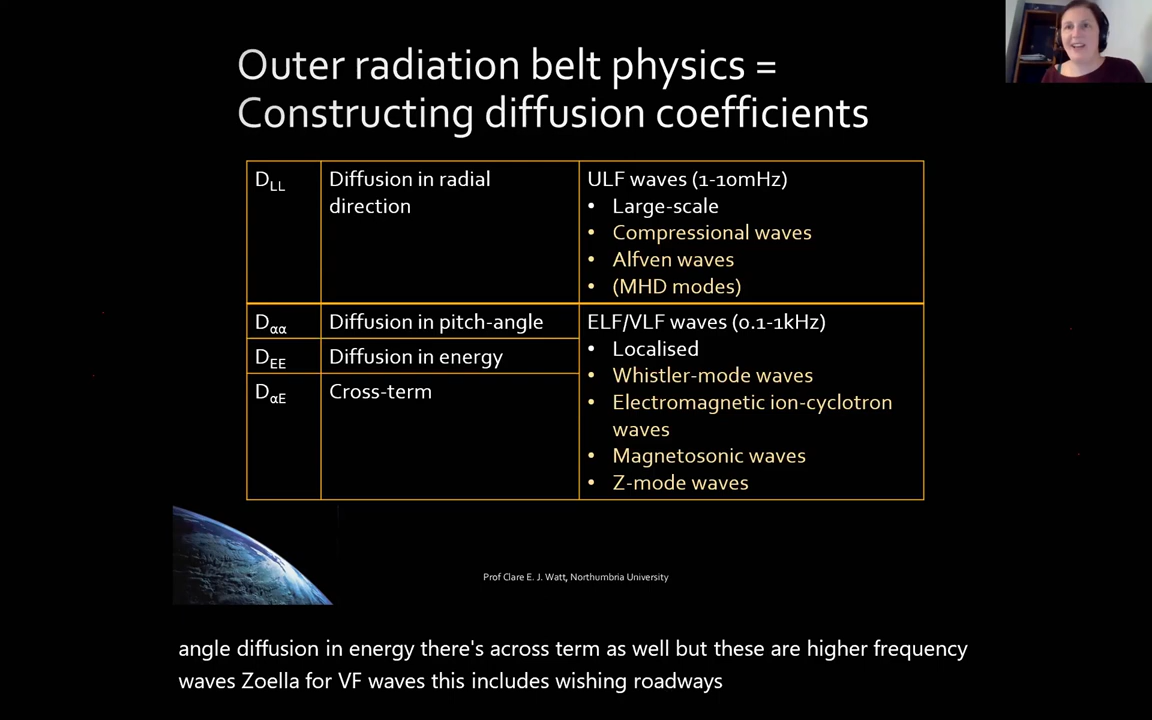 Outer radiation belt physics =
Constructing diffusion coefficients
DLL
Diffusion in radial
direction
ULF waves (1-10mHz)
• Large-scale
• Compressional waves
• Alfven waves
• (MHD modes)
Dαα
Diffusion in pitch-angle
DEE
Diffusion in energy
DαE
Cross-term
ELF/VLF waves (0.1-1kHz)
• Localised
• Whistler-mode waves
• Electromagnetic ion-cyclotron
waves
• Magnetosonic waves
• Z-mode waves
Prof Clare E. J. Watt, Northumbria University
angle diffusion in energy there's across term as well but these are higher frequency
waves Zoella for VF waves this includes wishing roadways